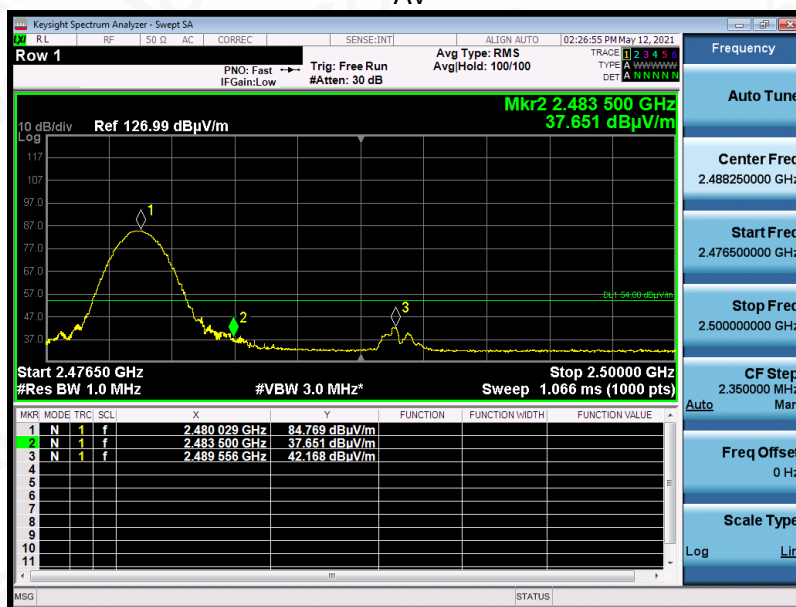 AV
Keysight Spectrum Analyzer - Swept SA
LXI RL RF 50 Ω AC CORREC SENSE:INT ALIGN AUTO 02:26:55 PM May 12, 2021
Row 1
PNO: Fast
IFGain:Low
Trig: Free Run
#Atten: 30 dB
Avg Type: RMS
Avg|Hold: 100/100
TRACE 1 2 3 4 5 6
TYPE A WWWWW
DET A N N N N N
Frequency
Mkr2 2.483 500 GHz
37.651 dBµV/m
10 dB/div Ref 126.99 dBµV/m
Log
117
107
97.0
87.0
77.0
67.0
57.0
47.0
37.0
1
2
3
DL1 54.00 dBµV/m
Start 2.47650 GHz Stop 2.50000 GHz
#Res BW 1.0 MHz #VBW 3.0 MHz* Sweep 1.066 ms (1000 pts)
MKR MODE TRC SCL X Y FUNCTION FUNCTION WIDTH FUNCTION VALUE
1 N 1 f 2.480 029 GHz 84.769 dBµV/m
2 N 1 f 2.483 500 GHz 37.651 dBµV/m
3 N 1 f 2.489 556 GHz 42.168 dBµV/m
4
5
6
7
8
9
10
11
MSG STATUS
Auto Tune
Center Freq
2.488250000 GHz
Start Freq
2.476500000 GHz
Stop Freq
2.500000000 GHz
CF Step
2.350000 MHz
Auto Man
Freq Offset
0 Hz
Scale Type
Log Lin